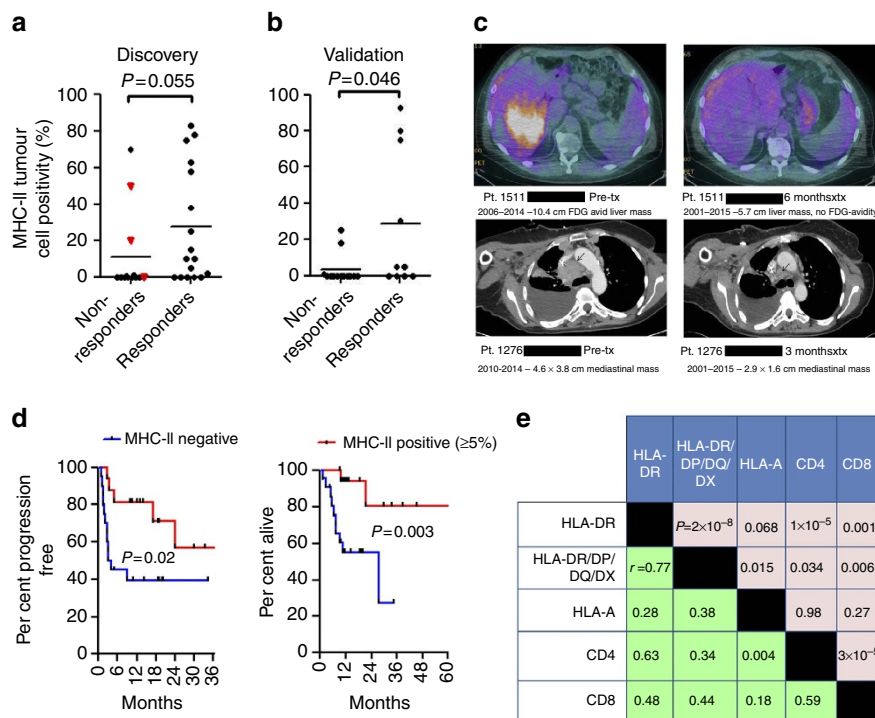 a
Discovery
P=0.055
MHC-II tumour
cell positivity (%)
100
80
60
40
20
0
Non-
responders
Responders
b
Validation
P=0.046
100
80
60
40
20
0
Non-
responders
Responders
c
Pt. 1511 Pre-tx
2006–2014 –10.4 cm FDG avid liver mass
Pt. 1511 6 monthsxtx
2001–2015 –5.7 cm liver mass, no FDG-avidity
Pt. 1276 Pre-tx
2010-2014 – 4.6 × 3.8 cm mediastinal mass
Pt. 1276 3 monthsxtx
2001–2015 – 2.9 × 1.6 cm mediastinal mass
d
MHC-II negative
MHC-II positive (≥5%)
Per cent progression
free
100
80
60
40
20
0
P=0.02
0 6 12 18 24 30 36
Months
Per cent alive
100
80
60
40
20
0
P=0.003
0 12 24 36 48 60
Months
e
HLA-
DR
HLA-DR/
DP/DQ/
DX
HLA-A
CD4
CD8
HLA-DR P=2×10−8 0.068 1×10−5 0.001
HLA-DR/DP/
DQ/DX
r=0.77 0.015 0.034 0.006
HLA-A 0.28 0.38 0.98 0.27
CD4 0.63 0.34 0.004 3×10−5
CD8 0.48 0.44 0.18 0.59